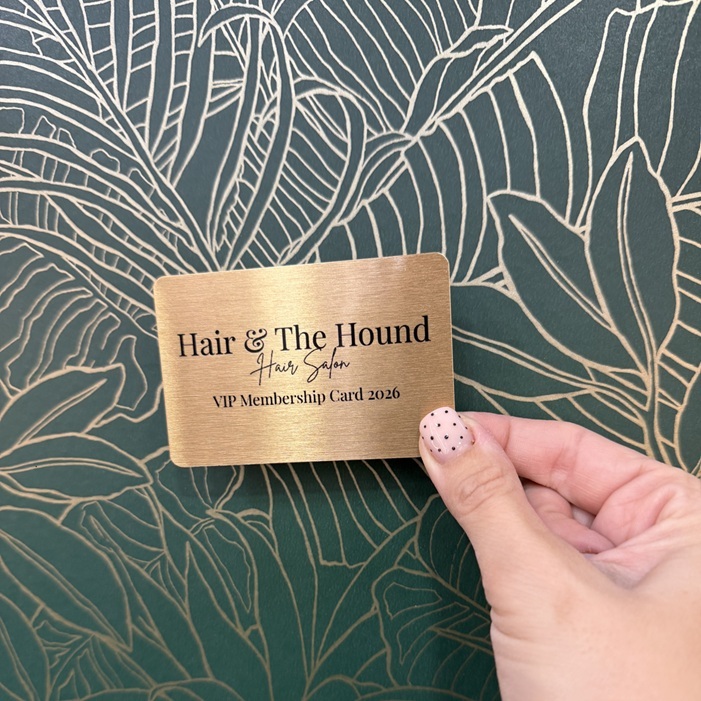 Hair & The Hound
Hair Salon
VIP Membership Card 2026